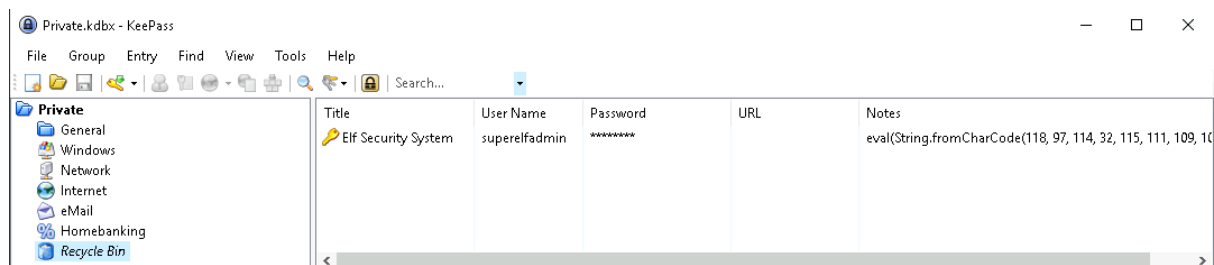 Private.kdbx - KeePass
File Group Entry Find View Tools Help
Search...
Private
General
Windows
Network
Internet
eMail
Homebanking
Recycle Bin
Title User Name Password URL Notes
Elf Security System superelfadmin ******** eval(String.fromCharCode(118, 97, 114, 32, 115, 111, 109,